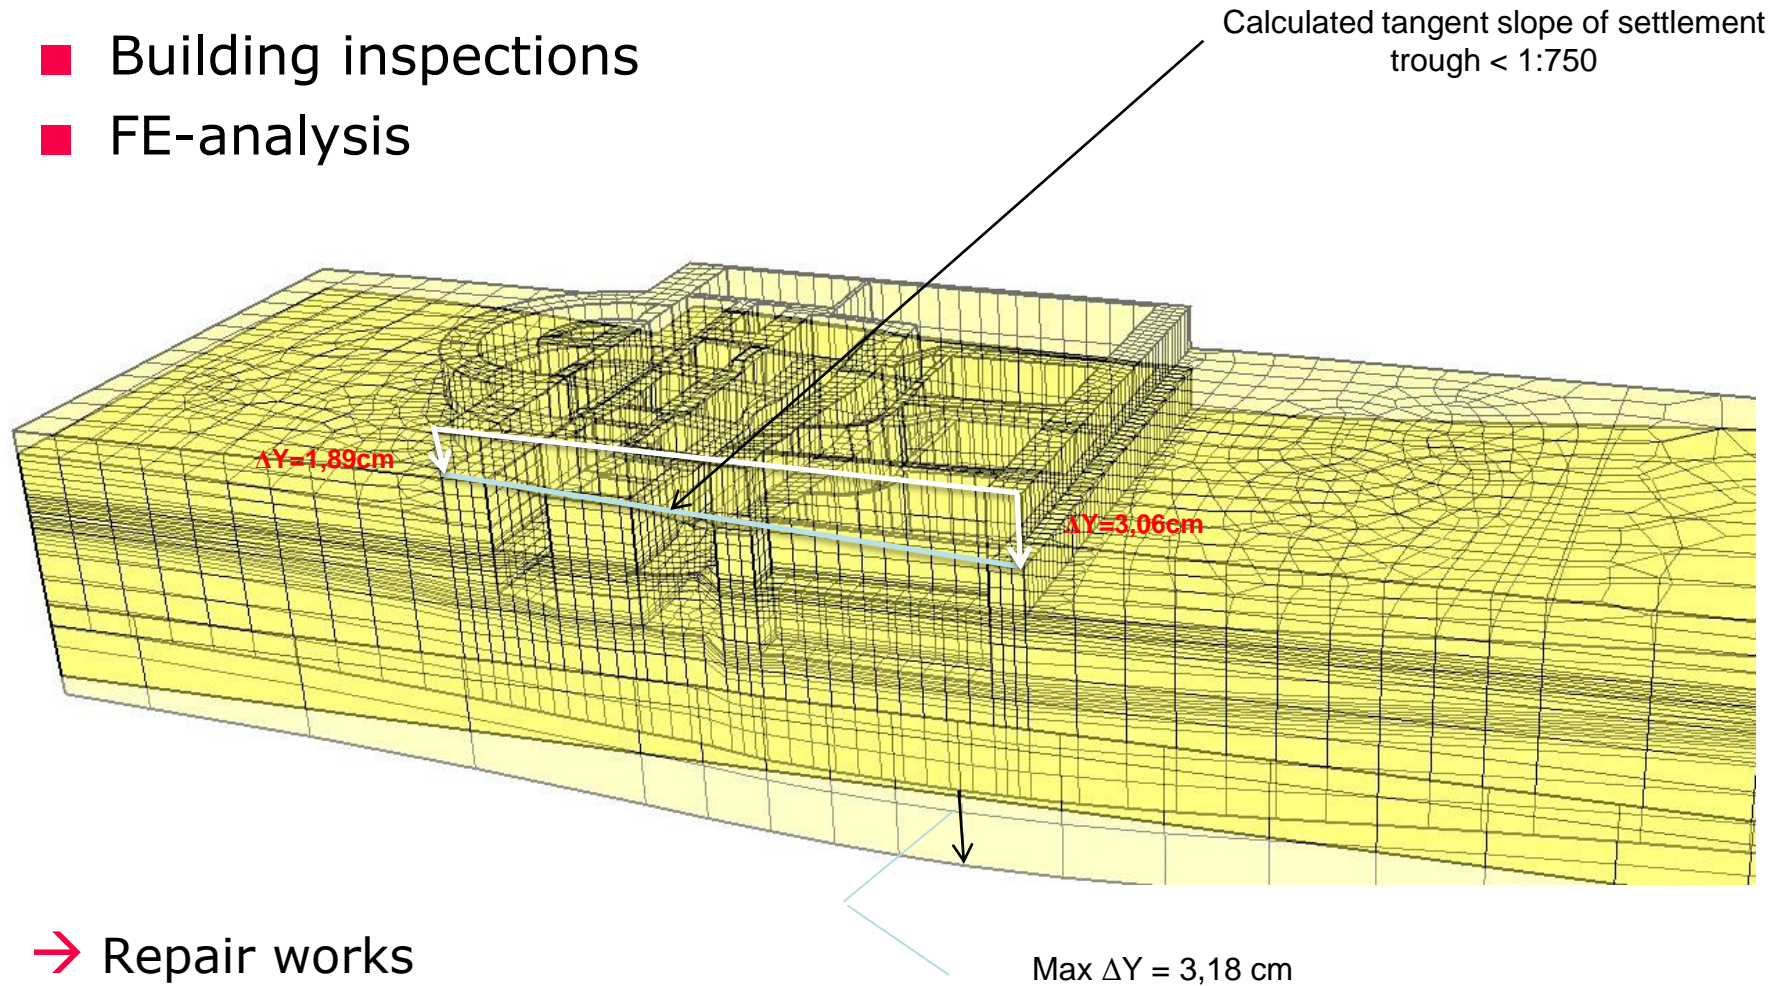 Building inspections
FE-analysis
Calculated tangent slope of settlement
trough < 1:750
ΔY=1,89cm
ΔY=3,06cm
Repair works
Max ΔY = 3,18 cm